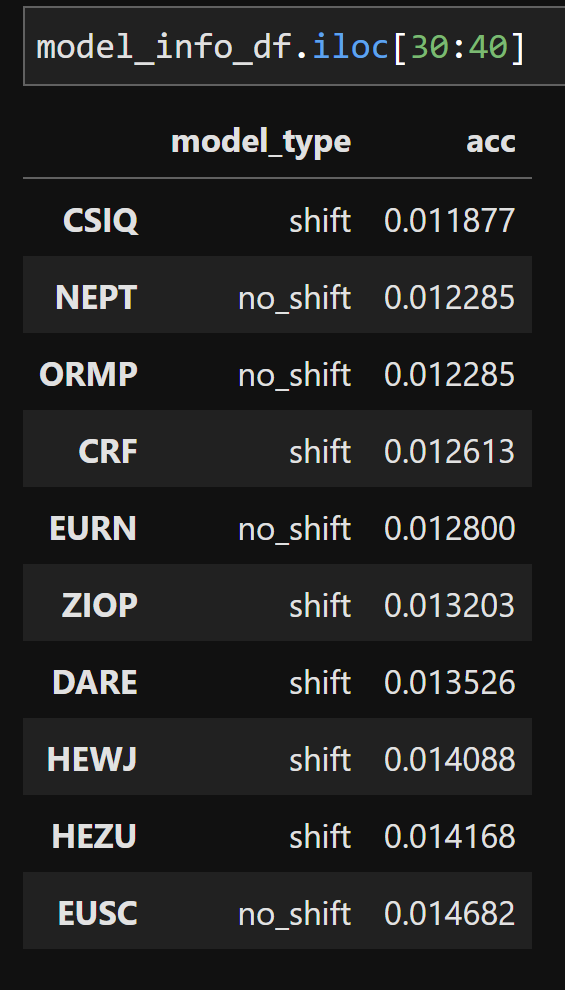 model_info_df.iloc[30:40]
model_type acc
CSIQ shift 0.011877
NEPT no_shift 0.012285
ORMP no_shift 0.012285
CRF shift 0.012613
EURN no_shift 0.012800
ZIOP shift 0.013203
DARE shift 0.013526
HEWJ shift 0.014088
HEZU shift 0.014168
EUSC no_shift 0.014682